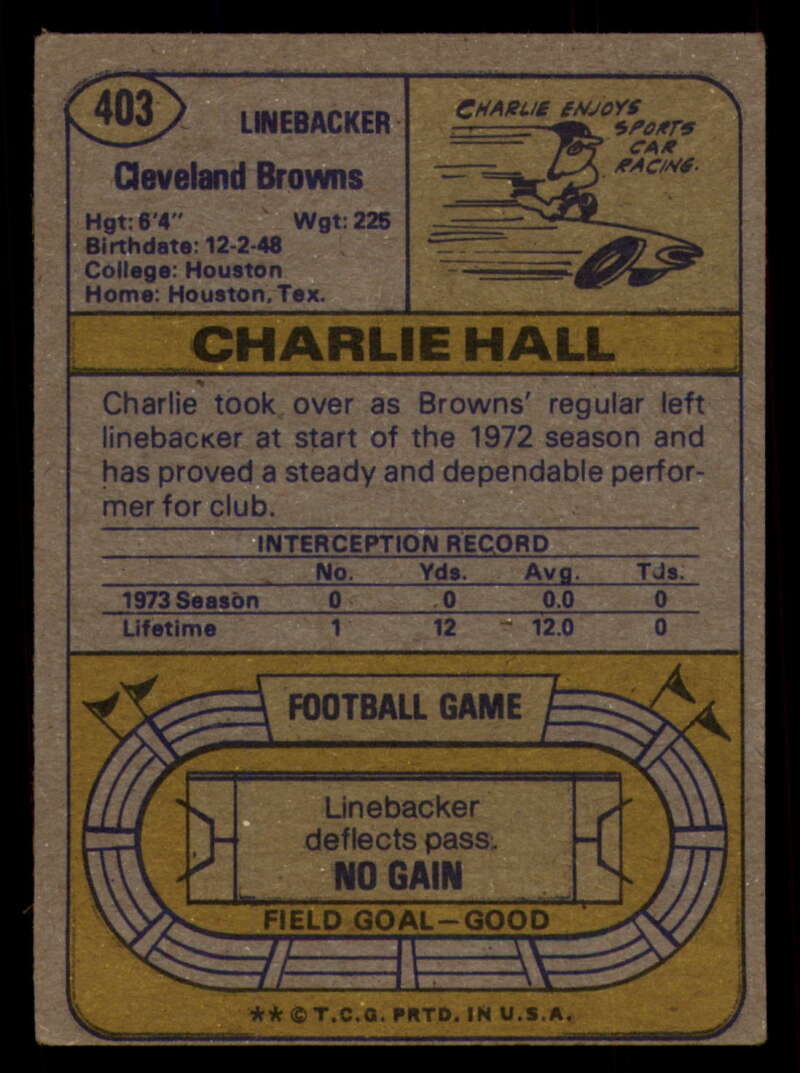 403
LINEBACKER
Cleveland Browns
Hgt: 6'4" Wgt: 225
Birthdate: 12-2-48
College: Houston
Home: Houston, Tex.
CHARLIE ENJOYS
SPORTS
CAR
RACING.
CHARLIE HALL
Charlie took over as Browns' regular left
linebacker at start of the 1972 season and
has proved a steady and dependable perfor-
mer for club.
INTERCEPTION RECORD
No. Yds. Avg. Tds.
1973 Season 0 0 0.0 0
Lifetime 1 12 12.0 0
FOOTBALL GAME
Linebacker
deflects pass.
NO GAIN
FIELD GOAL—GOOD
** © T.C.G. PRTD. IN U.S.A.